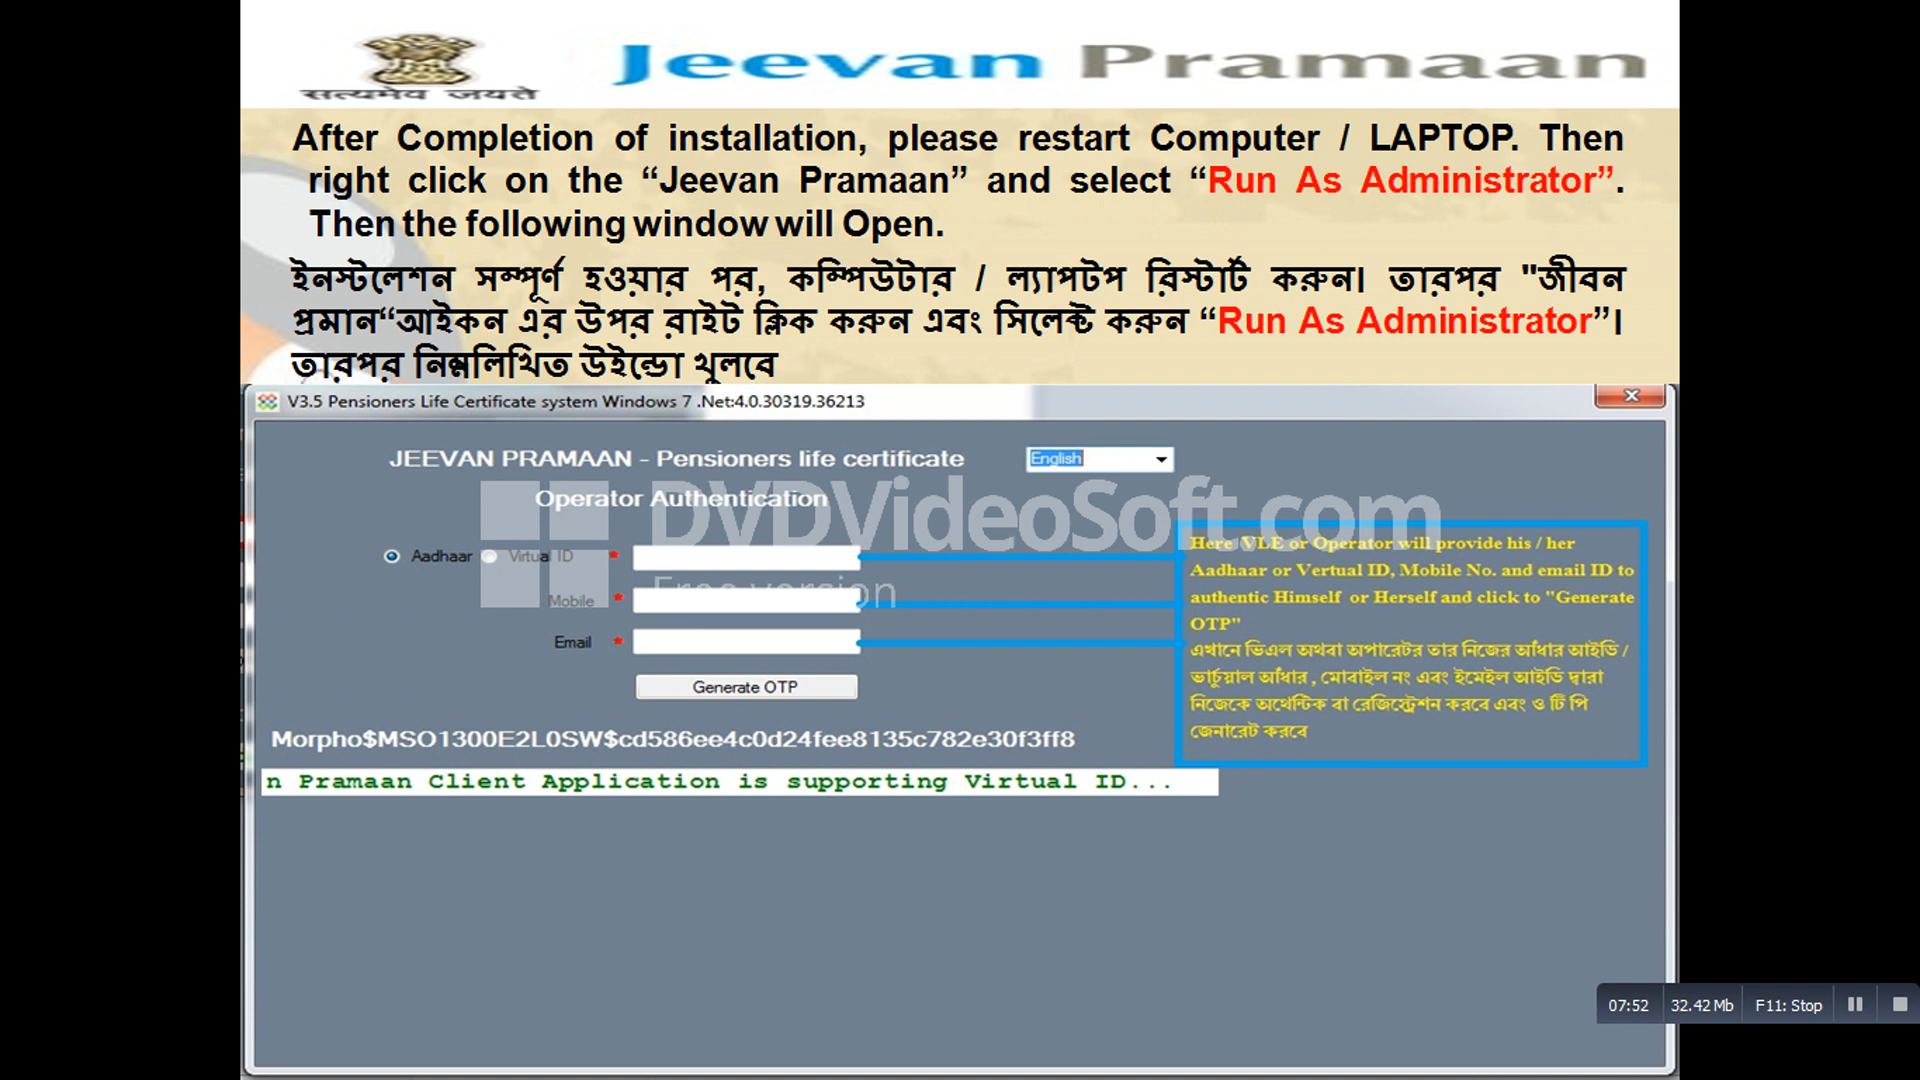 सत्यमेव जयते
Jeevan Pramaan
After Completion of installation, please restart Computer / LAPTOP. Then
right click on the “Jeevan Pramaan” and select “Run As Administrator”.
Then the following window will Open.
ইনস্টলেশন সম্পূর্ণ হওয়ার পর, কম্পিউটার / ল্যাপটপ রিস্টার্ট করুন। তারপর "জীবন
প্রমান“আইকন এর উপর রাইট ক্লিক করুন এবং সিলেক্ট করুন “Run As Administrator”।
তারপর নিম্নলিখিত উইন্ডো খুলবে
V3.5 Pensioners Life Certificate system Windows 7 .Net:4.0.30319.36213
JEEVAN PRAMAAN - Pensioners life certificate
English
Operator Authentication
DVDVideoSoft.com
Free version
Aadhaar Virtual ID *
Mobile *
Email *
Generate OTP
Here VLE or Operator will provide his / her
Aadhaar or Vertual ID, Mobile No. and email ID to
authentic Himself or Herself and click to "Generate
OTP"
এখানে ভিএল অথবা অপারেটর তার নিজের আঁধার আইডি /
ভার্চুয়াল আঁধার , মোবাইল নং এবং ইমেইল আইডি দ্বারা
নিজেকে অথেন্টিক বা রেজিস্ট্রেশন করবে এবং ও টি পি
জেনারেট করবে
Morpho$MSO1300E2L0SW$cd586ee4c0d24fee8135c782e30f3ff8
n Pramaan Client Application is supporting Virtual ID...
07:52 32.42 Mb F11: Stop